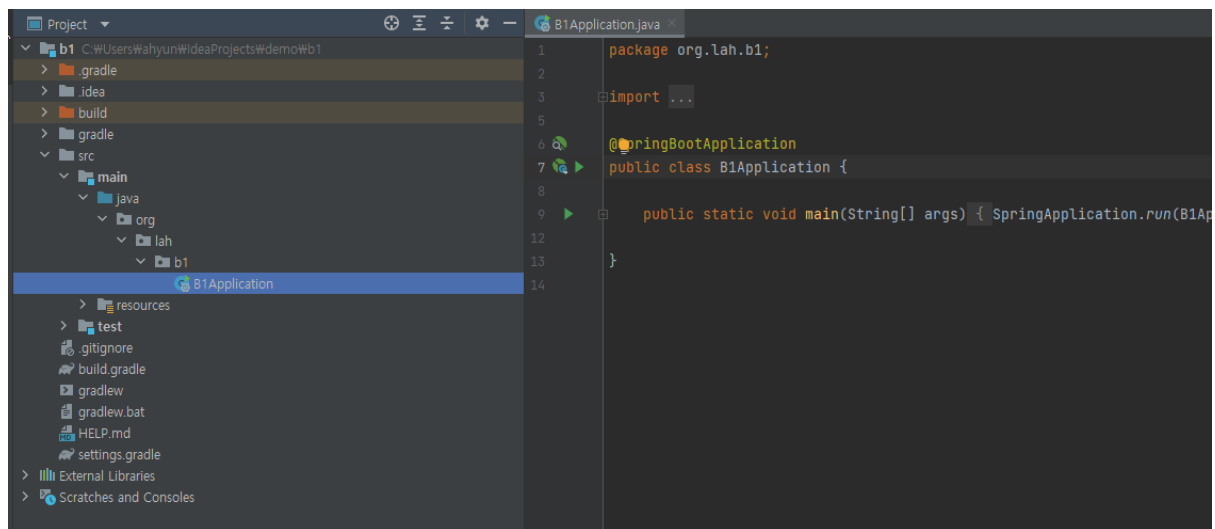 Project
b1 C:₩Users₩ahyun₩IdeaProjects₩demo₩b1
.gradle
.idea
build
gradle
src
main
java
org
lah
b1
B1Application
resources
test
.gitignore
build.gradle
gradlew
gradlew.bat
HELP.md
settings.gradle
External Libraries
Scratches and Consoles
B1Application.java
1 package org.lah.b1;
2
3 import ...
5
6 @SpringBootApplication
7 public class B1Application {
8
9 public static void main(String[] args) { SpringApplication.run(B1Ap
12
13 }
14